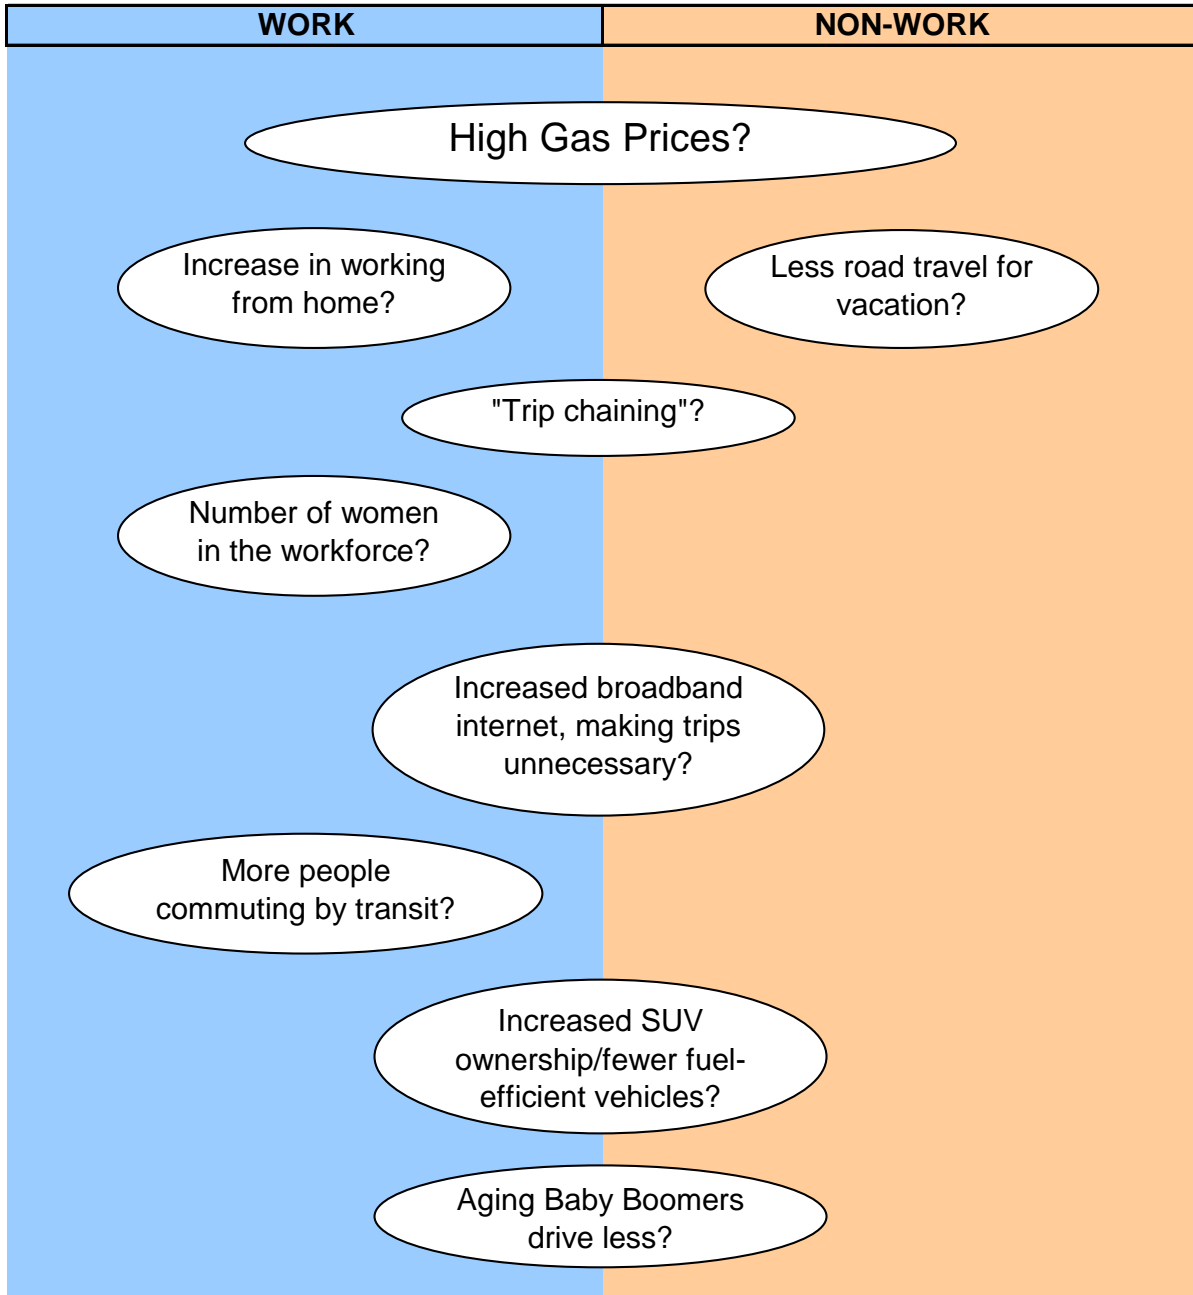 WORK
NON-WORK
High Gas Prices?
Increase in working
from home?
Less road travel for
vacation?
"Trip chaining"?
Number of women
in the workforce?
Increased broadband
internet, making trips
unnecessary?
More people
commuting by transit?
Increased SUV
ownership/fewer fuel-
efficient vehicles?
Aging Baby Boomers
drive less?